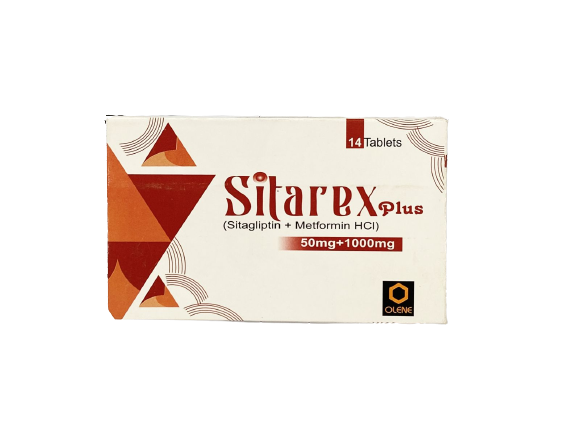 14 Tablets
Sitarex Plus
(Sitagliptin + Metformin HCl)
50mg+1000mg
OLENE